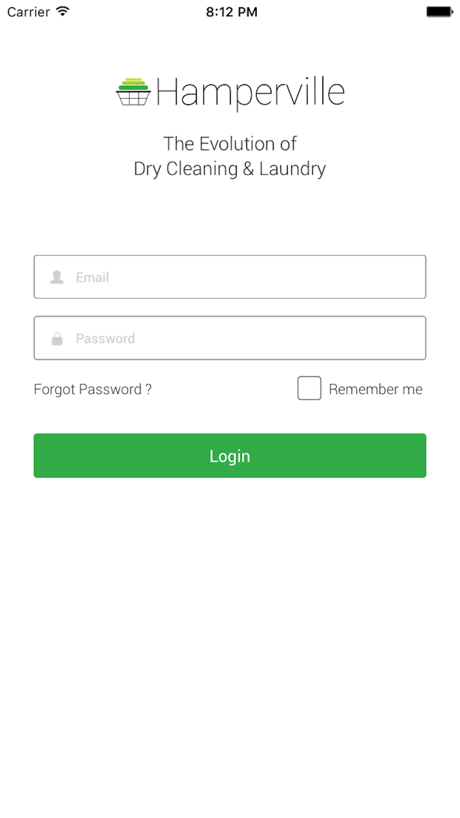 Carrier 8:12 PM
Hamperville
The Evolution of
Dry Cleaning & Laundry
Email
Password
Forgot Password ? Remember me
Login